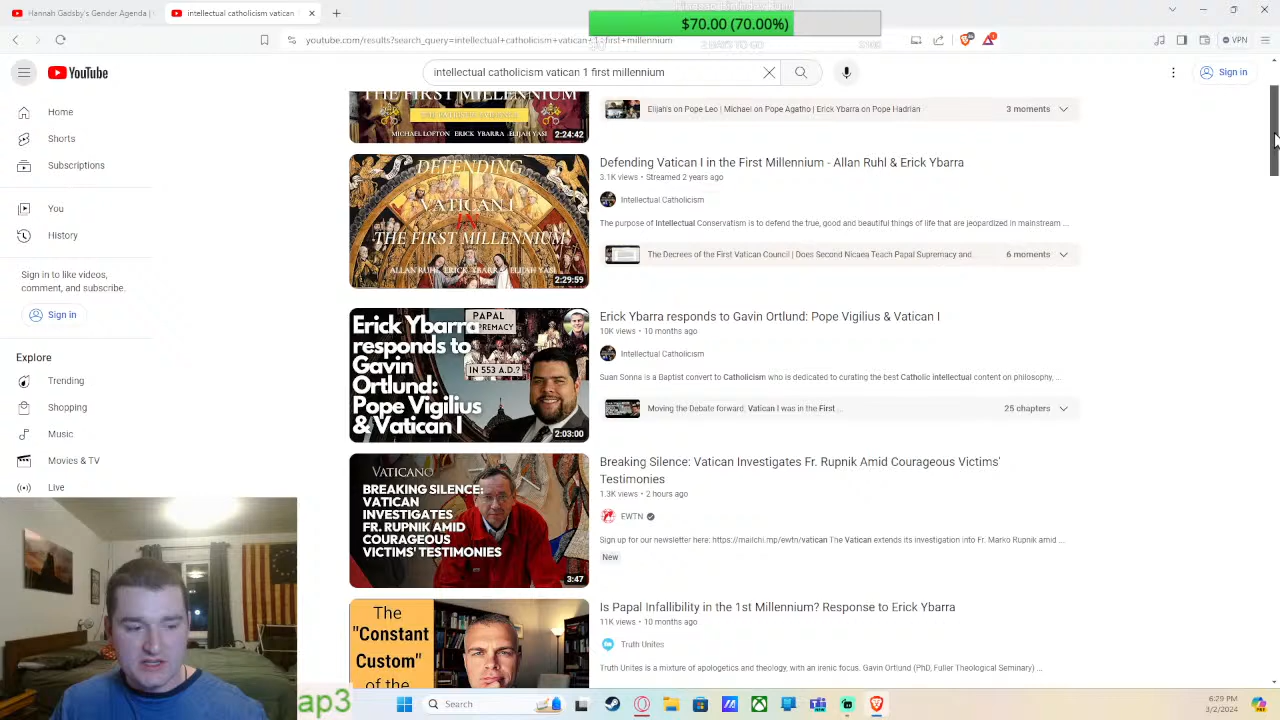 Hannah Gadsby's Gender Agenda |
intellectual catholicism vatican
$70.00 (70.00%)
youtube.com/results?search_query=intellectual+catholicism+vatican+1+first+millennium
VPN
YouTube
intellectual catholicism vatican 1 first millennium
Sign in
Home
Shorts
Subscriptions
You
History
Sign in to like videos,
comment, and subscribe.
Sign in
Explore
Trending
Shopping
Music
Movies & TV
Live
THE FIRST MILLENNIUM
MICHAEL LOFTON ERICK YBARRA ELIJAH YASI
2:24:42
Elijah's on Pope Leo | Michael on Pope Agatho | Erick Ybarra on Pope Hadrian
3 moments
DEFENDING
VATICAN I
IN
THE FIRST MILLENNIUM
ALLAN RUHL ERICK YBARRA ELIJAH YASI
2:29:59
Defending Vatican I in the First Millennium - Allan Ruhl & Erick Ybarra
3.1K views • Streamed 2 years ago
Intellectual Catholicism
The purpose of Intellectual Conservatism is to defend the true, good and beautiful things of life that are jeopardized in mainstream ...
The Decrees of the First Vatican Council | Does Second Nicaea Teach Papal Supremacy and...
6 moments
Erick Ybarra
responds to
Gavin
Ortlund:
Pope Vigilius
& Vatican I
PAPAL
SUPREMACY
IN 553 A.D.?
2:03:00
Erick Ybarra responds to Gavin Ortlund: Pope Vigilius & Vatican I
10K views • 10 months ago
Intellectual Catholicism
Suan Sonna is a Baptist convert to Catholicism who is dedicated to curating the best Catholic intellectual content on philosophy, ...
Moving the Debate forward: Vatican I was in the First ...
25 chapters
VATICANO
BREAKING SILENCE:
VATICAN
INVESTIGATES
FR. RUPNIK AMID
COURAGEOUS
VICTIMS' TESTIMONIES
3:47
Breaking Silence: Vatican Investigates Fr. Rupnik Amid Courageous Victims'
Testimonies
1.3K views • 2 hours ago
EWTN
Sign up for our newsletter here: https://mailchi.mp/ewtn/vatican The Vatican extends its investigation into Fr. Marko Rupnik amid ...
New
The
"Constant
Custom"
of the
Is Papal Infallibility in the 1st Millennium? Response to Erick Ybarra
11K views • 10 months ago
Truth Unites
Truth Unites is a mixture of apologetics and theology, with an irenic focus. Gavin Ortlund (PhD, Fuller Theological Seminary) ...
ap3
Search
6:29 PM
3/2/2024